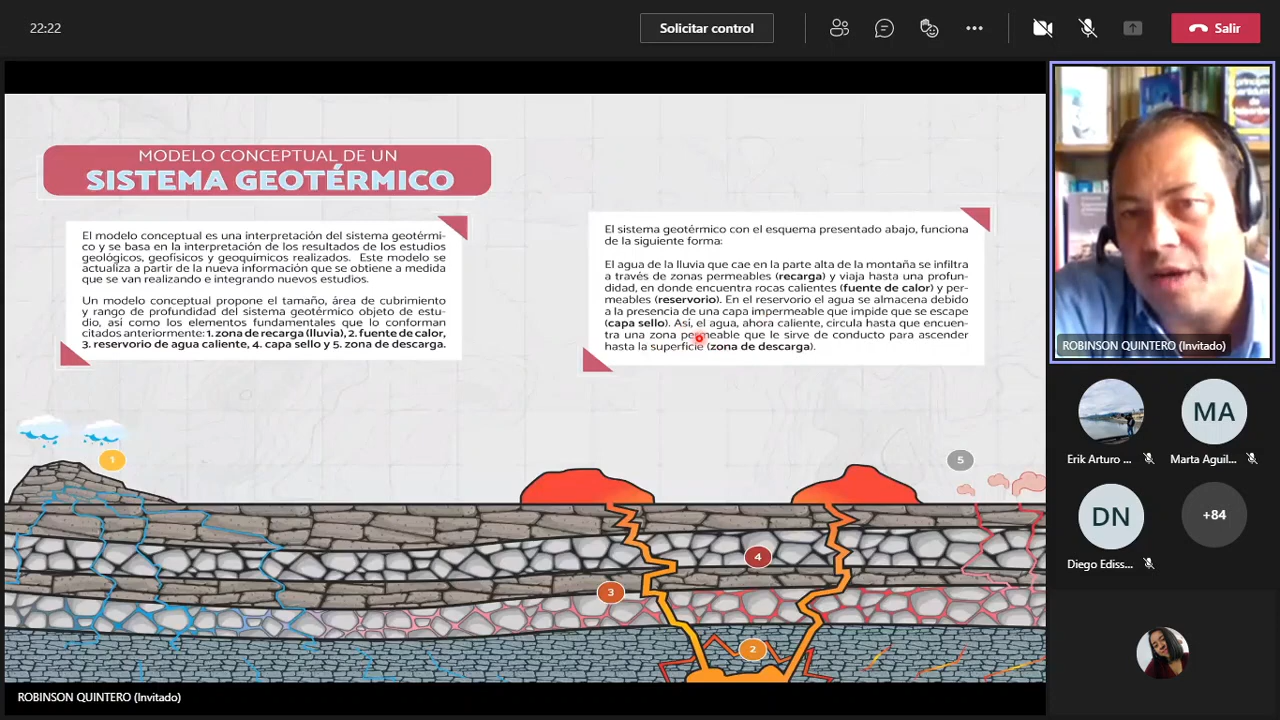 22:22
Solicitar control
Salir
MODELO CONCEPTUAL DE UN
SISTEMA GEOTÉRMICO
El modelo conceptual es una interpretación del sistema geotérmi-
co y se basa en la interpretación de los resultados de los estudios
geológicos, geofísicos y geoquímicos realizados. Este modelo se
actualiza a partir de la nueva información que se obtiene a medida
que se van realizando e integrando nuevos estudios.
Un modelo conceptual propone el tamaño, área de cubrimiento
y rango de profundidad del sistema geotérmico objeto de estu-
dio, así como los elementos fundamentales que lo conforman
citados anteriormente: 1. zona de recarga (lluvia), 2. fuente de calor,
3. reservorio de agua caliente, 4. capa sello y 5. zona de descarga.
El sistema geotérmico con el esquema presentado abajo, funciona
de la siguiente forma:
El agua de la lluvia que cae en la parte alta de la montaña se infiltra
a través de zonas permeables (recarga) y viaja hasta una profun-
didad, en donde encuentra rocas calientes (fuente de calor) y per-
meables (reservorio). En el reservorio el agua se almacena debido
a la presencia de una capa impermeable que impide que se escape
(capa sello). Así, el agua, ahora caliente, circula hasta que encuen-
tra una zona permeable que le sirve de conducto para ascender
hasta la superficie (zona de descarga).
1
5
4
3
2
ROBINSON QUINTERO (Invitado)
ROBINSON QUINTERO (Invitado)
Erik Arturo ...
MA
Marta Aguil...
DN
Diego Ediss...
+84